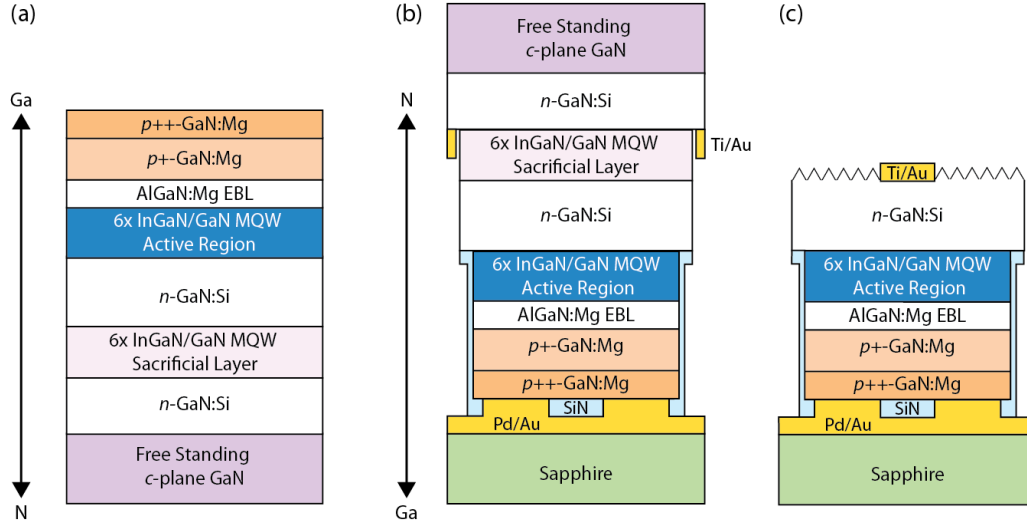 (a)
Ga
p++-GaN:Mg
p+-GaN:Mg
AlGaN:Mg EBL
6x InGaN/GaN MQW
Active Region
n-GaN:Si
6x InGaN/GaN MQW
Sacrificial Layer
n-GaN:Si
Free Standing
c-plane GaN
N
(b)
N
Free Standing
c-plane GaN
n-GaN:Si
6x InGaN/GaN MQW
Sacrificial Layer
Ti/Au
n-GaN:Si
6x InGaN/GaN MQW
Active Region
AlGaN:Mg EBL
p+-GaN:Mg
p++-GaN:Mg
SiN
Pd/Au
Sapphire
Ga
(c)
Ti/Au
n-GaN:Si
6x InGaN/GaN MQW
Active Region
AlGaN:Mg EBL
p+-GaN:Mg
p++-GaN:Mg
SiN
Pd/Au
Sapphire